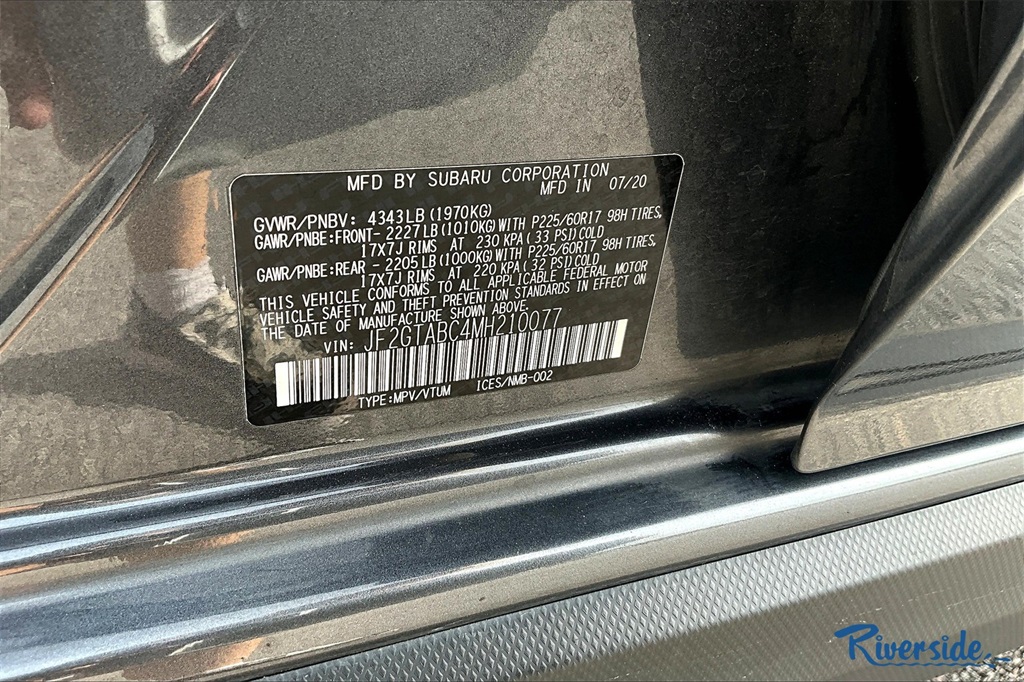 MFD BY SUBARU CORPORATION
MFD IN 07/20
GVWR/PNBV: 4343LB(1970KG)
GAWR/PNBE:FRONT- 2227LB(1010KG)WITH P225/60R17 98H TIRES,
17X7J RIMS AT 230 KPA(33 PSI)COLD
GAWR/PNBE:REAR -2205LB(1000KG)WITH P225/60R17 98H TIRES,
17X7J RIMS AT 220 KPA(32 PSI)COLD
THIS VEHICLE CONFORMS TO ALL APPLICABLE FEDERAL MOTOR
VEHICLE SAFETY AND THEFT PREVENTION STANDARDS IN EFFECT ON
THE DATE OF MANUFACTURE SHOWN ABOVE.
VIN: JF2GTABC4MH210077
TYPE:MPV/VTUM ICES/NMB-002
Riverside